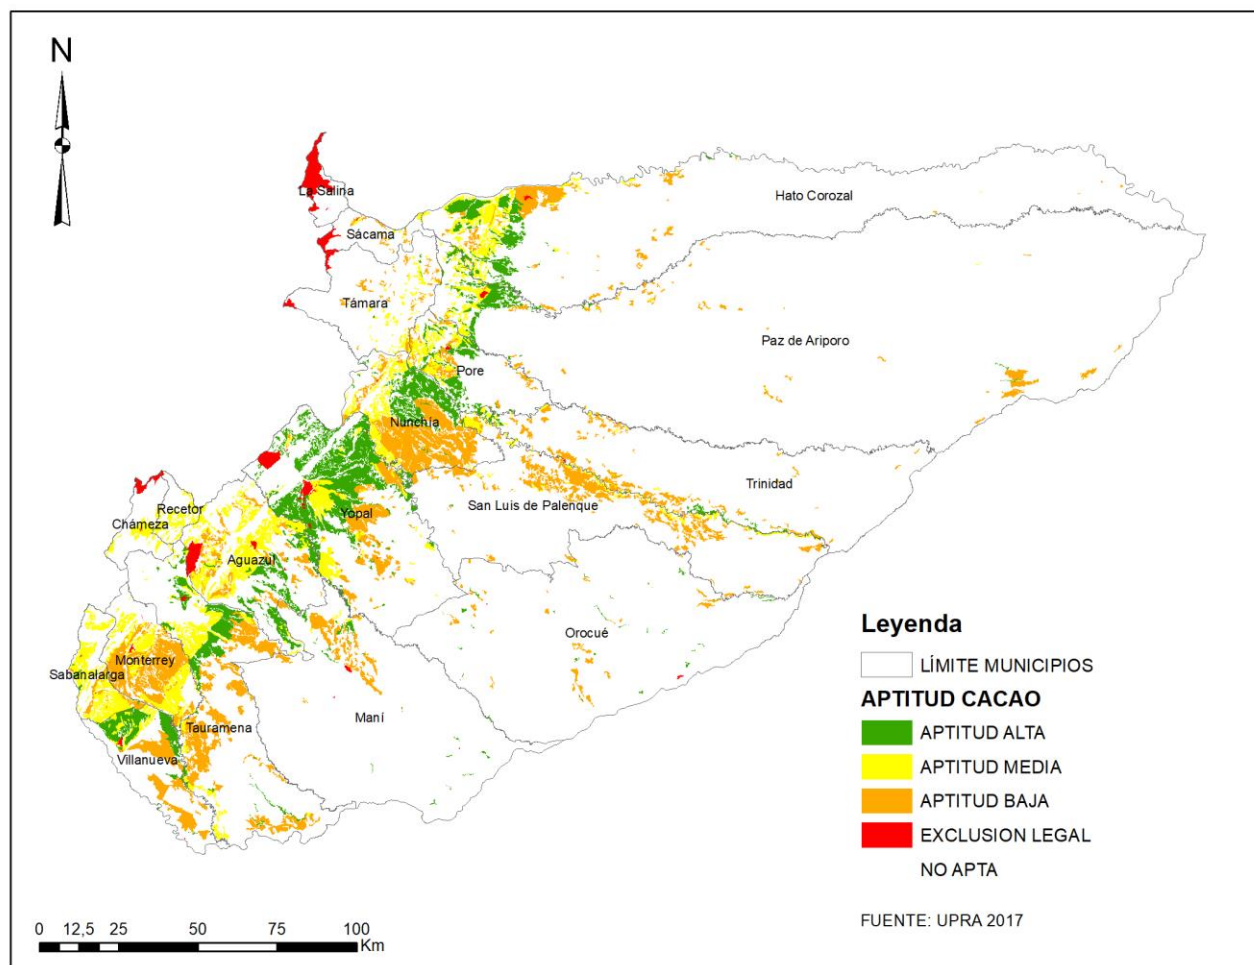 N
La Salina
Hato Corozal
Sácama
Támara
Paz de Ariporo
Pore
Nunchía
Trinidad
San Luis de Palenque
Recetor
Yopal
Chámeza
Aguazul
Orocué
Monterrey
Sabanalarga
Maní
Tauramena
Villanueva
Leyenda
LÍMITE MUNICIPIOS
APTITUD CACAO
APTITUD ALTA
APTITUD MEDIA
APTITUD BAJA
EXCLUSION LEGAL
NO APTA
FUENTE: UPRA 2017
0 12,5 25 50 75 100
Km